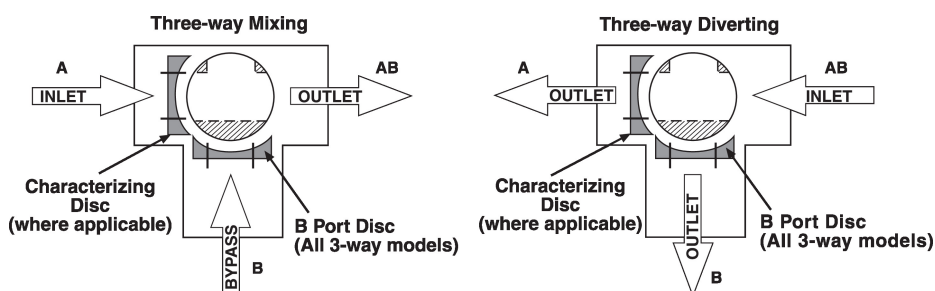 Three-way Mixing
A
INLET
AB
OUTLET
Characterizing
Disc
(where applicable)
BYPASS
B
B Port Disc
(All 3-way models)
Three-way Diverting
A
OUTLET
AB
INLET
Characterizing
Disc
(where applicable)
OUTLET
B
B Port Disc
(All 3-way models)